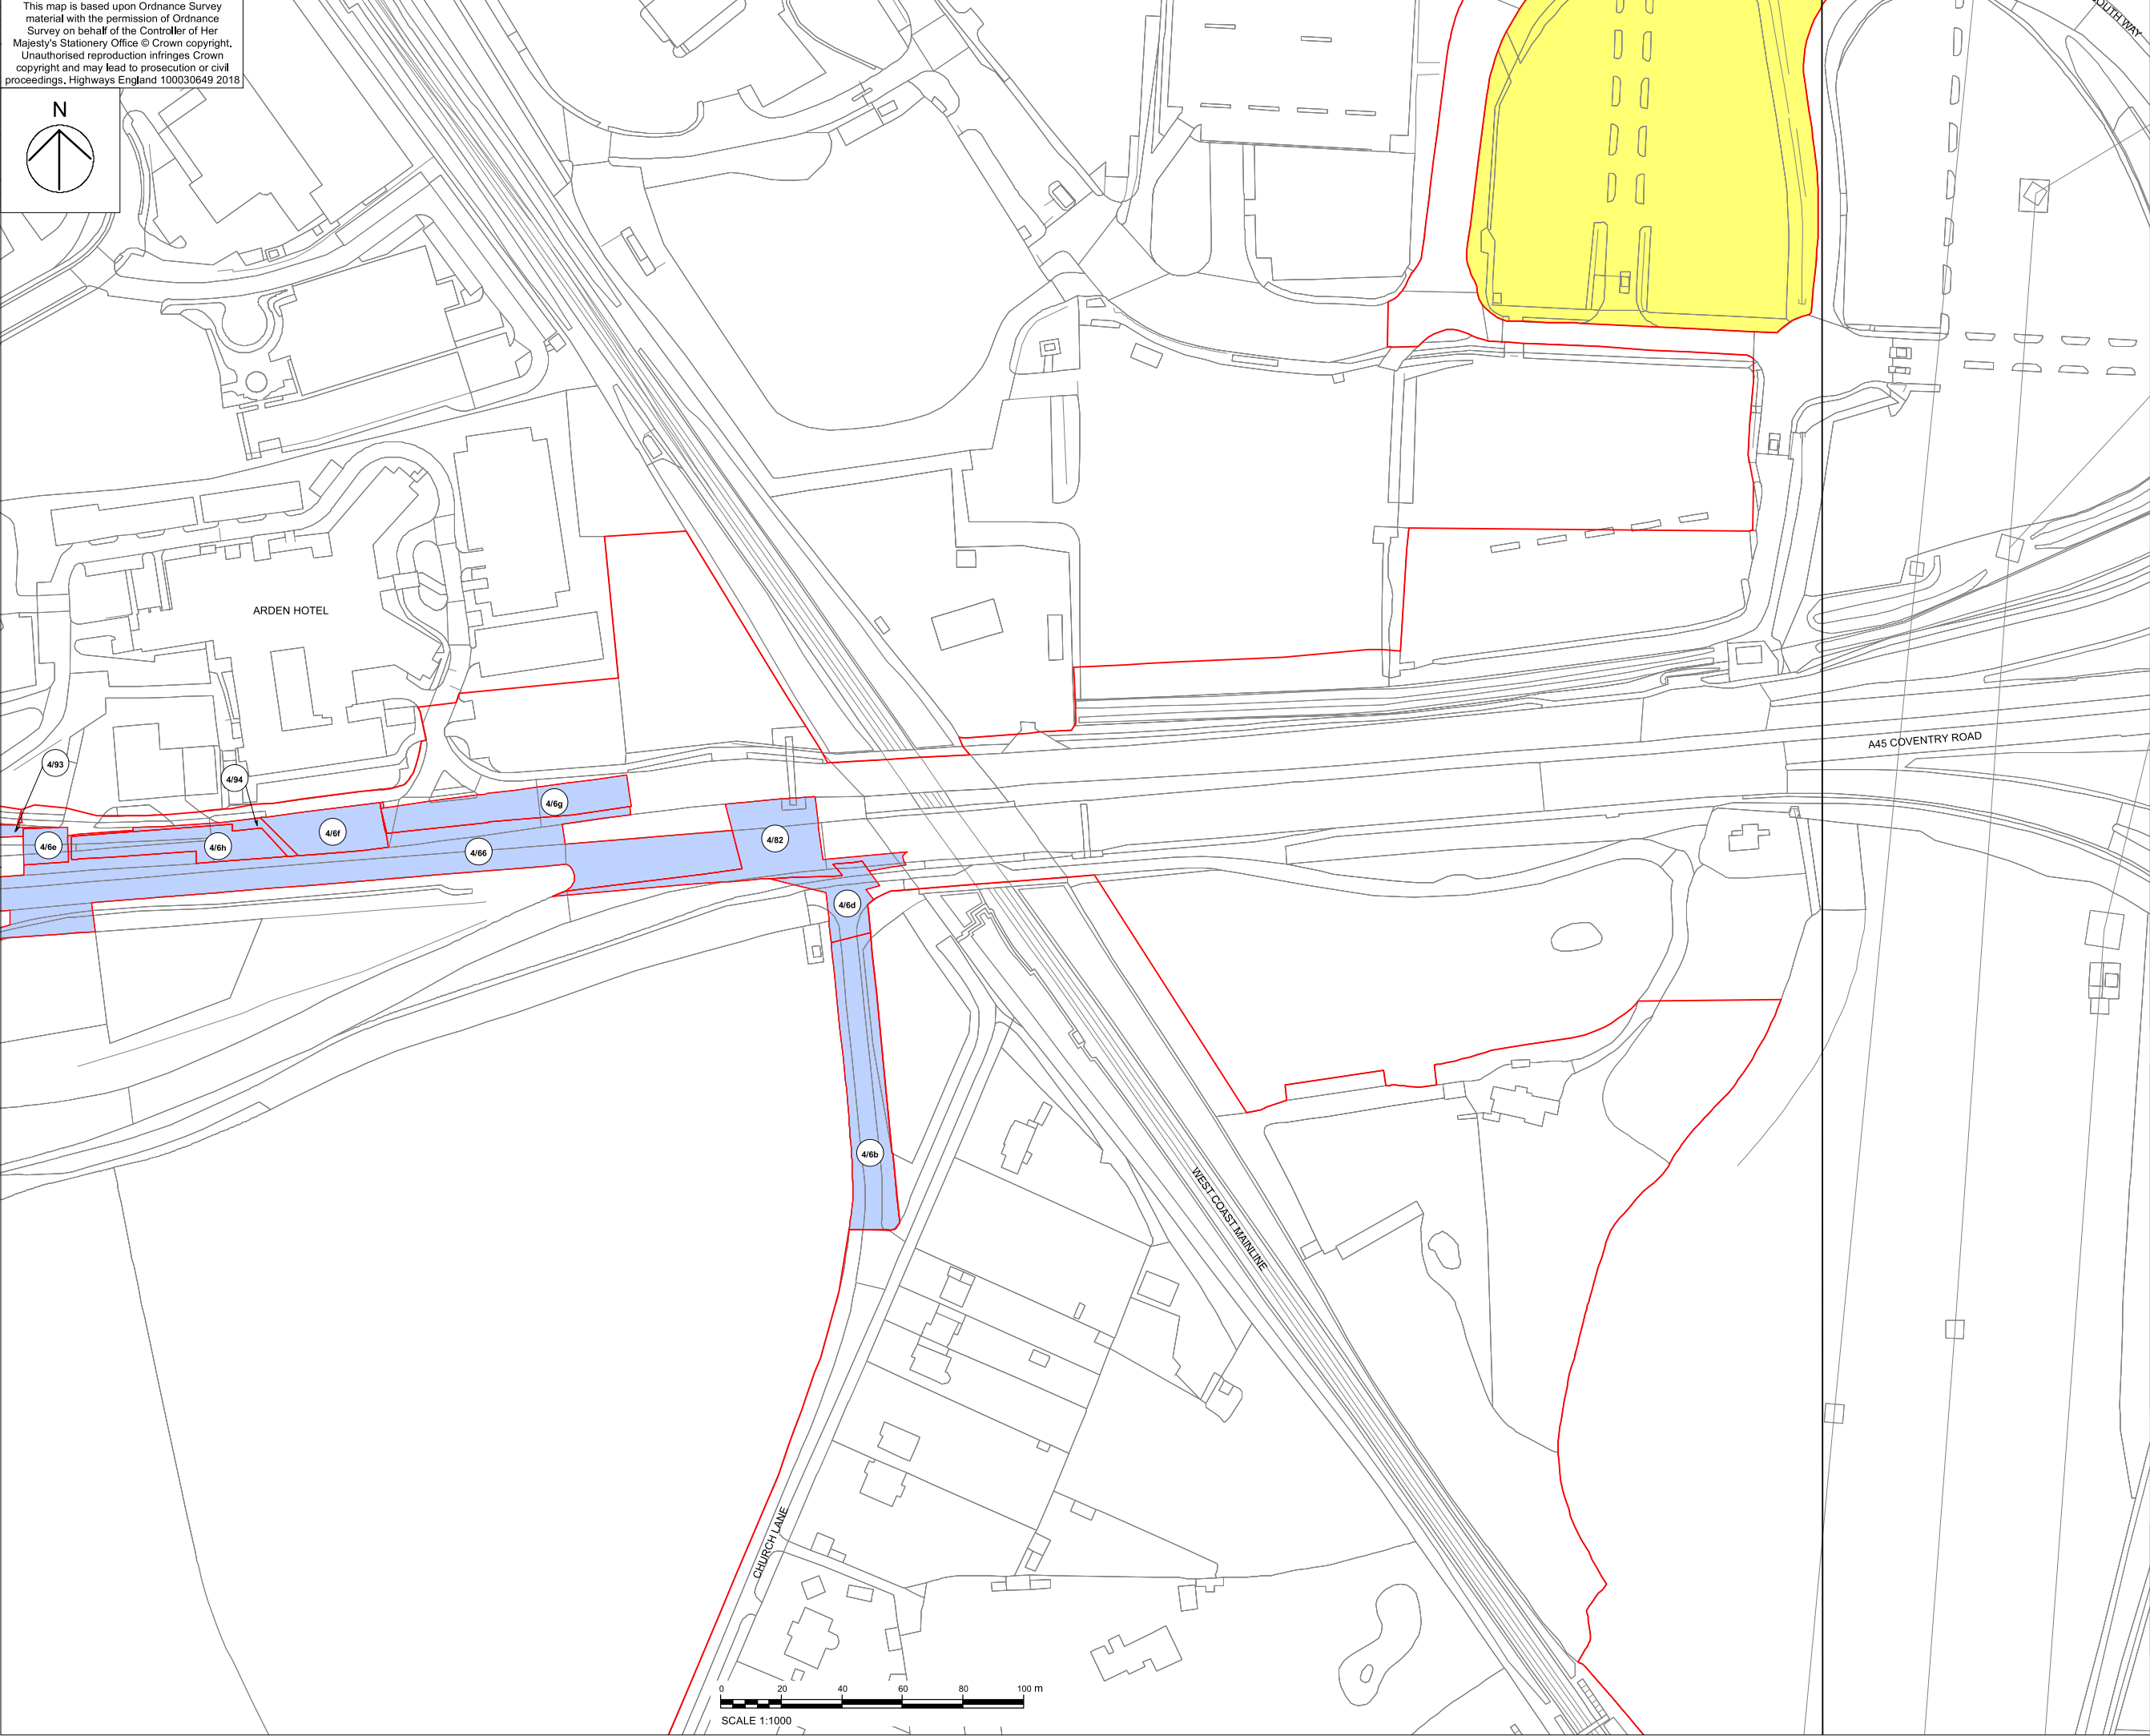 This map is based upon Ordnance Survey
material with the permission of Ordnance
Survey on behalf of the Controller of Her
Majesty's Stationery Office © Crown copyright.
Unauthorised reproduction infringes Crown
copyright and may lead to prosecution or civil
proceedings. Highways England 100030649 2018
N
SOUTH WAY
ARDEN HOTEL
A45 COVENTRY ROAD
4/93
4/94
4/6g
4/6f
4/82
4/6e
4/6h
4/66
4/6d
4/6b
WEST COAST MAINLINE
CHURCH LANE
0 20 40 60 80 100 m
SCALE 1:1000